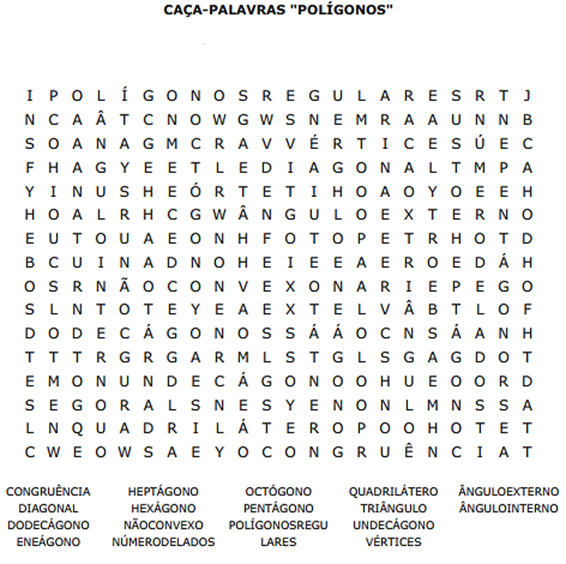 CAÇA-PALAVRAS "POLÍGONOS"
I P O L Í G O N O S R E G U L A R E S R T J
N C A Â T C N O W G W S N E M R A A U N N B
S O A N A G M C R A V V É R T I C E S Ú E C
F H A G Y E E T L E D I A G O N A L T M P A
Y I N U S H E Ó R T E T I H O A O Y O E E H
H O A L R H C G W Â N G U L O E X T E R N O
E U T O U A E O N H F O T O P E T R H O T D
B C U I N A D N O H E I E E A E R O E D Á H
O S R N Ã O C O N V E X O N A R I E P E G O
S L N T O T E Y E A E X T E L V Â B T L O F
D O D E C Á G O N O S S Á Á O C N S Á A N H
T T T R G R G A R M L S T G L S G A G D O T
E M O N U N D E C Á G O N O O H U E O O R D
S E G O R A L S N E S Y E N O N L M N S S A
L N Q U A D R I L Á T E R O P O O H O T E T
C W E O W S A E Y O C O N G R U Ê N C I A T
CONGRUÊNCIA HEPTÁGONO OCTÓGONO QUADRILÁTERO ÂNGULOEXTERNO
DIAGONAL HEXÁGONO PENTÁGONO TRIÂNGULO ÂNGULOINTERNO
DODECÁGONO NÃOCONVEXO POLÍGONOSREGU UNDECÁGONO
ENEÁGONO NÚMERODELADOS LARES VÉRTICES